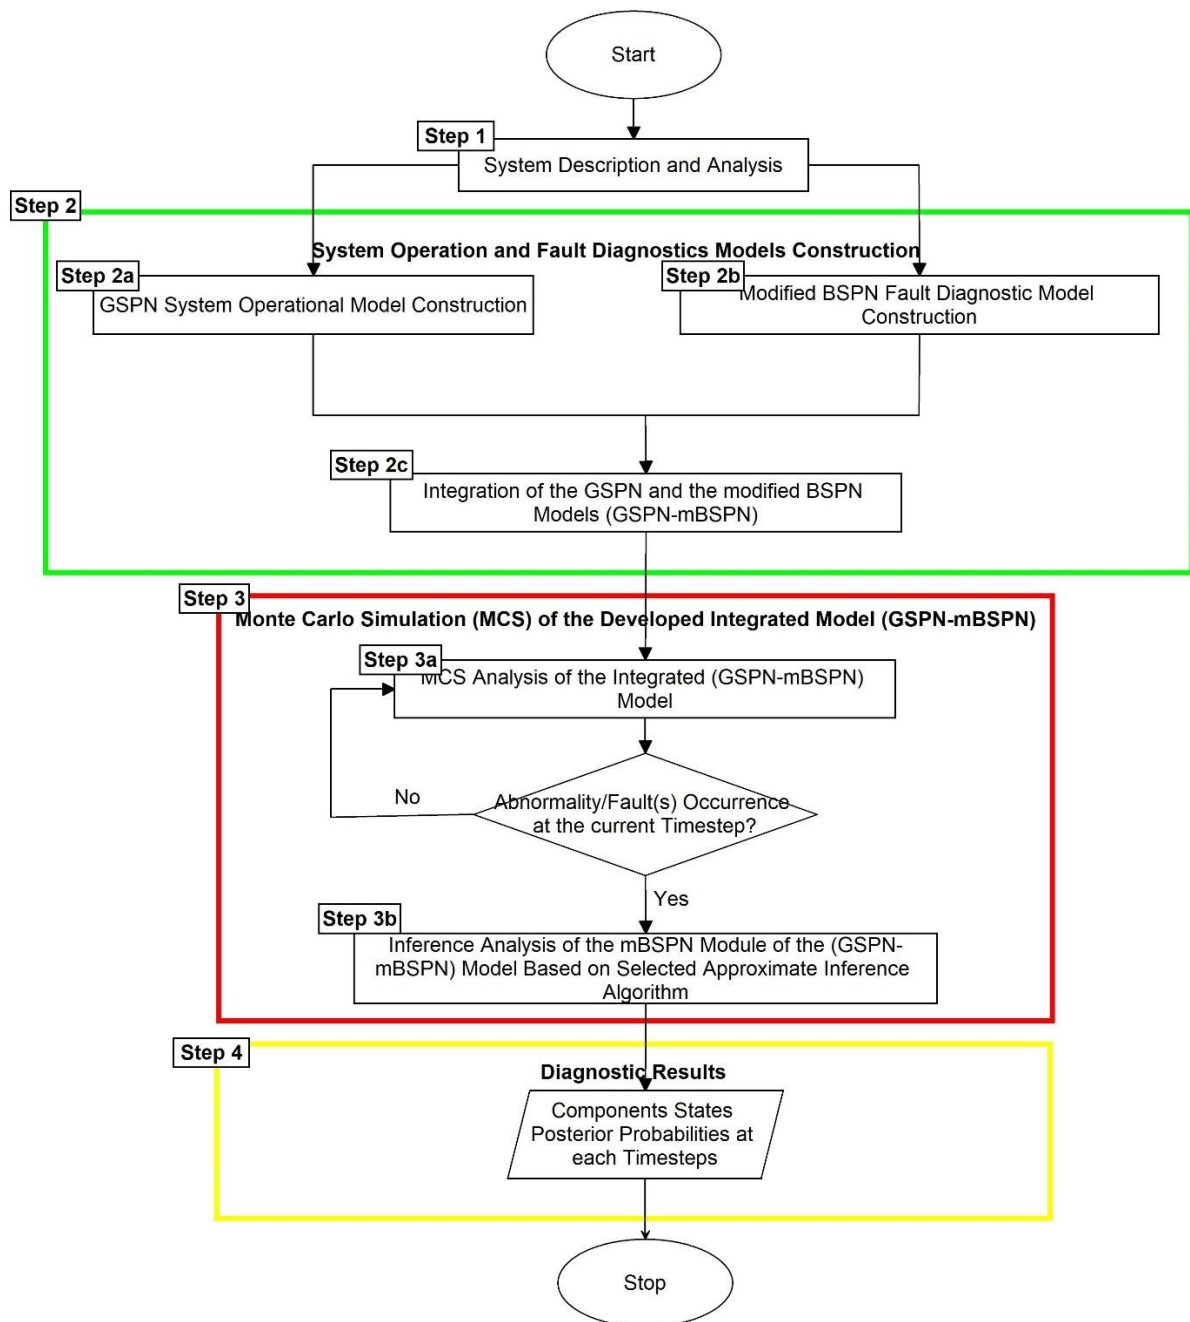 Start
Step 1
System Description and Analysis
Step 2
System Operation and Fault Diagnostics Models Construction
Step 2a
GSPN System Operational Model Construction
Step 2b
Modified BSPN Fault Diagnostic Model
Construction
Step 2c
Integration of the GSPN and the modified BSPN
Models (GSPN-mBSPN)
Step 3
Monte Carlo Simulation (MCS) of the Developed Integrated Model (GSPN-mBSPN)
Step 3a
MCS Analysis of the Integrated (GSPN-mBSPN)
Model
Abnormality/Fault(s) Occurrence
at the current Timestep?
No
Yes
Step 3b
Inference Analysis of the mBSPN Module of the (GSPN-
mBSPN) Model Based on Selected Approximate Inference
Algorithm
Step 4
Diagnostic Results
Components States
Posterior Probabilities at
each Timesteps
Stop